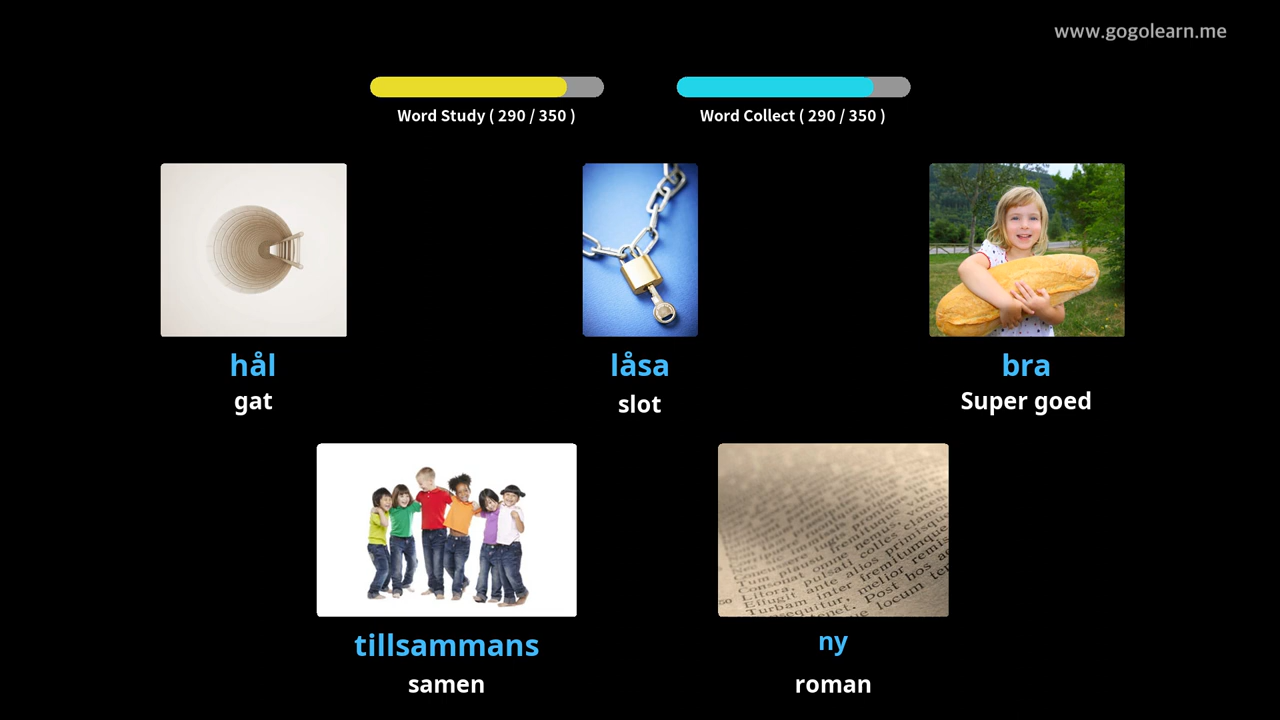 www.gogolearn.me
Word Study ( 290 / 350 )
Word Collect ( 290 / 350 )
hål
låsa
bra
gat
slot
Super goed
tillsammans
ny
samen
roman